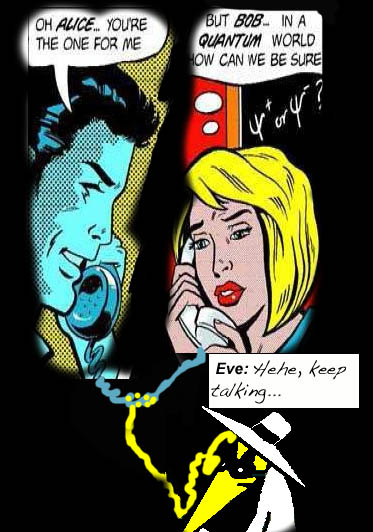 OH ALICE... YOU'RE
THE ONE FOR ME
BUT BOB... IN A
QUANTUM WORLD
HOW CAN WE BE SURE
ψ⁺ or ψ⁻ ?
Eve: Hehe, keep
talking...